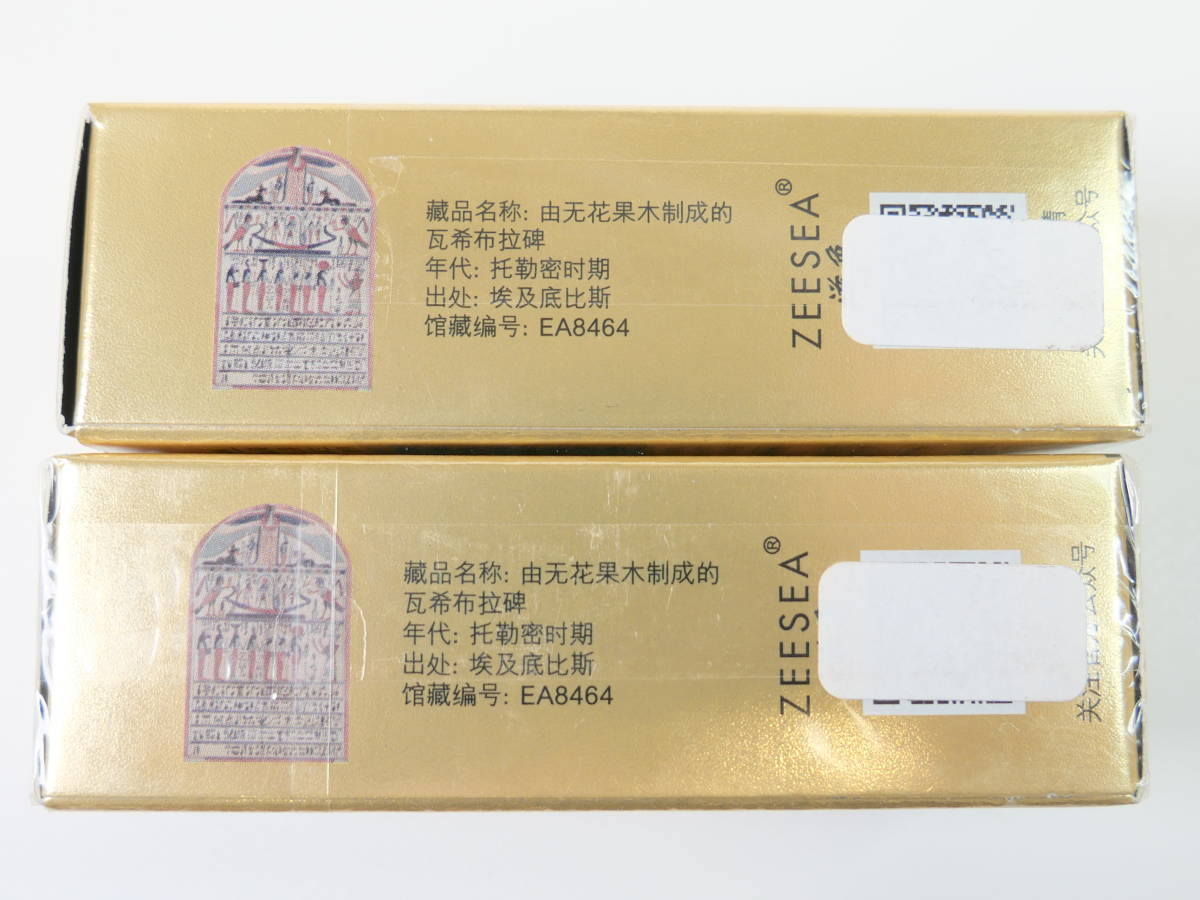 藏品名称: 由无花果木制成的
瓦希布拉碑
年代: 托勒密时期
出处: 埃及底比斯
馆藏编号: EA8464
ZEESEA®
藏品名称: 由无花果木制成的
瓦希布拉碑
年代: 托勒密时期
出处: 埃及底比斯
馆藏编号: EA8464
ZEESEA®